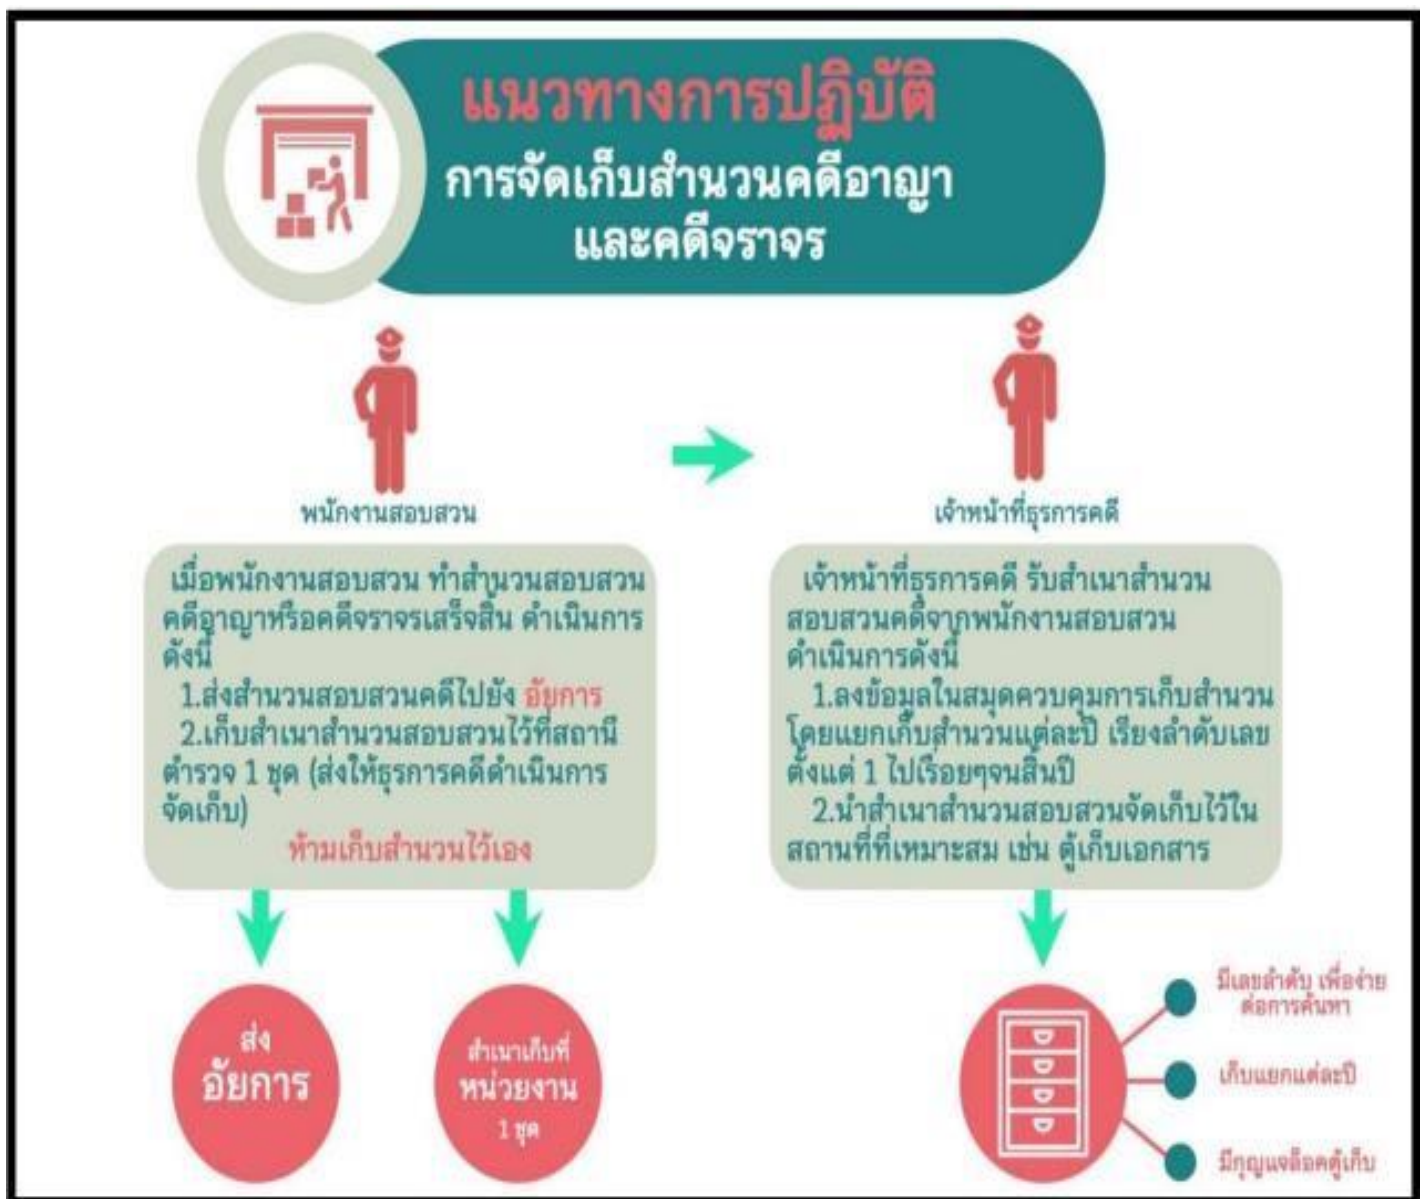 แนวทางการปฏิบัติ
การจัดเก็บสำนวนคดีอาญา
และคดีจราจร
พนักงานสอบสวน
เมื่อพนักงานสอบสวน ทำสำนวนสอบสวน
คดีอาญาหรือคดีจราจรเสร็จสิ้น ดำเนินการ
ดังนี้
1.ส่งสำนวนสอบสวนคดีไปยัง อัยการ
2.เก็บสำเนาสำนวนสอบสวนไว้ที่สถานี
ตำรวจ 1 ชุด (ส่งให้ธุรการคดีดำเนินการ
จัดเก็บ)
ห้ามเก็บสำนวนไว้เอง
ส่ง
อัยการ
สำเนาเก็บที่
หน่วยงาน
1 ชุด
เจ้าหน้าที่ธุรการคดี
เจ้าหน้าที่ธุรการคดี รับสำเนาสำนวน
สอบสวนคดีจากพนักงานสอบสวน
ดำเนินการดังนี้
1.ลงข้อมูลในสมุดควบคุมการเก็บสำนวน
โดยแยกเก็บสำนวนแต่ละปี เรียงลำดับเลข
ตั้งแต่ 1 ไปเรื่อยๆจนสิ้นปี
2.นำสำเนาสำนวนสอบสวนจัดเก็บไว้ใน
สถานที่ที่เหมาะสม เช่น ตู้เก็บเอกสาร
มีเลขลำดับ เพื่อง่าย
ต่อการค้นหา
เก็บแยกแต่ละปี
มีกุญแจล็อคตู้เก็บ